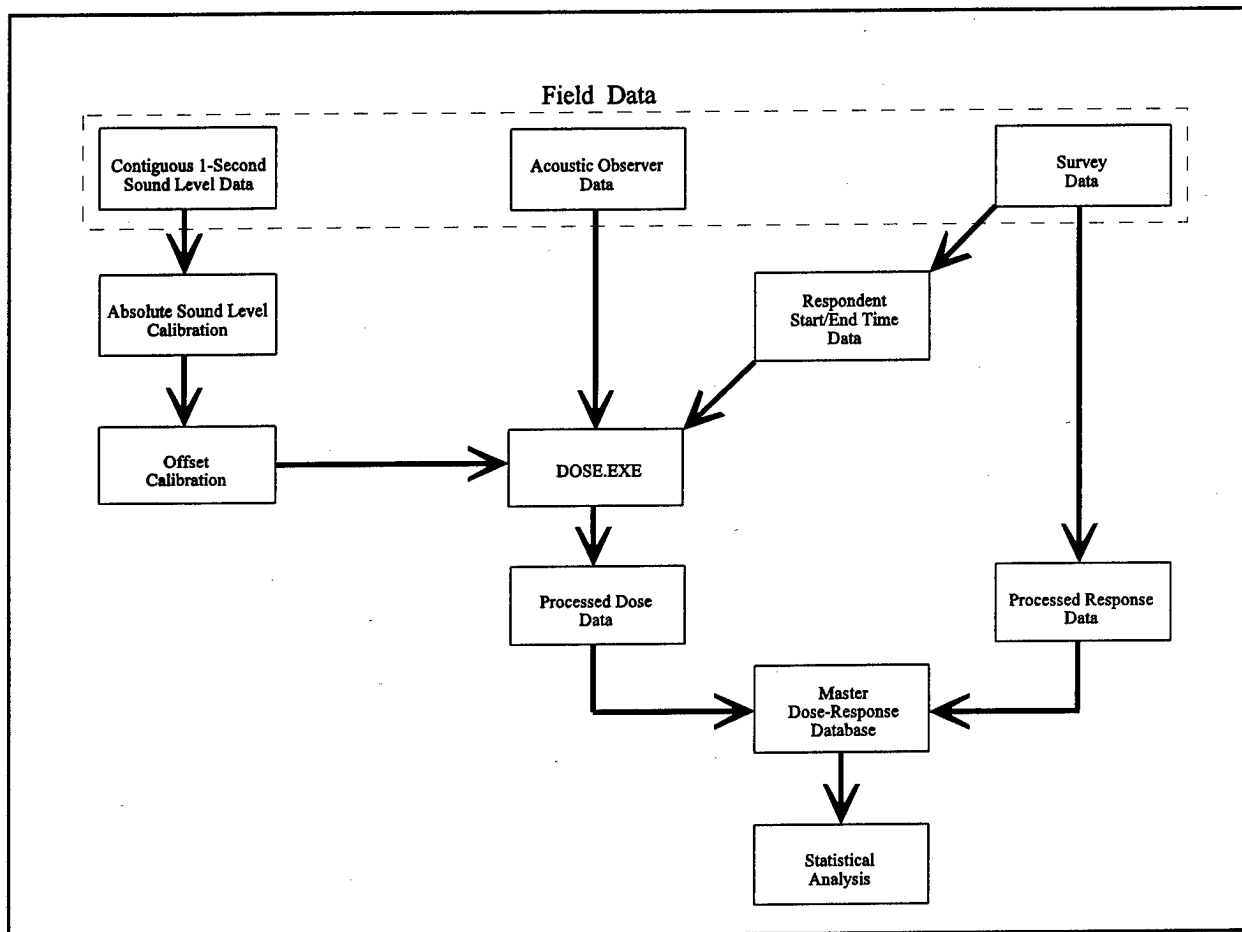 Field Data
Contiguous 1-Second
Sound Level Data
Acoustic Observer
Data
Survey
Data
Absolute Sound Level
Calibration
Respondent
Start/End Time
Data
Offset
Calibration
DOSE.EXE
Processed Dose
Data
Processed Response
Data
Master
Dose-Response
Database
Statistical
Analysis